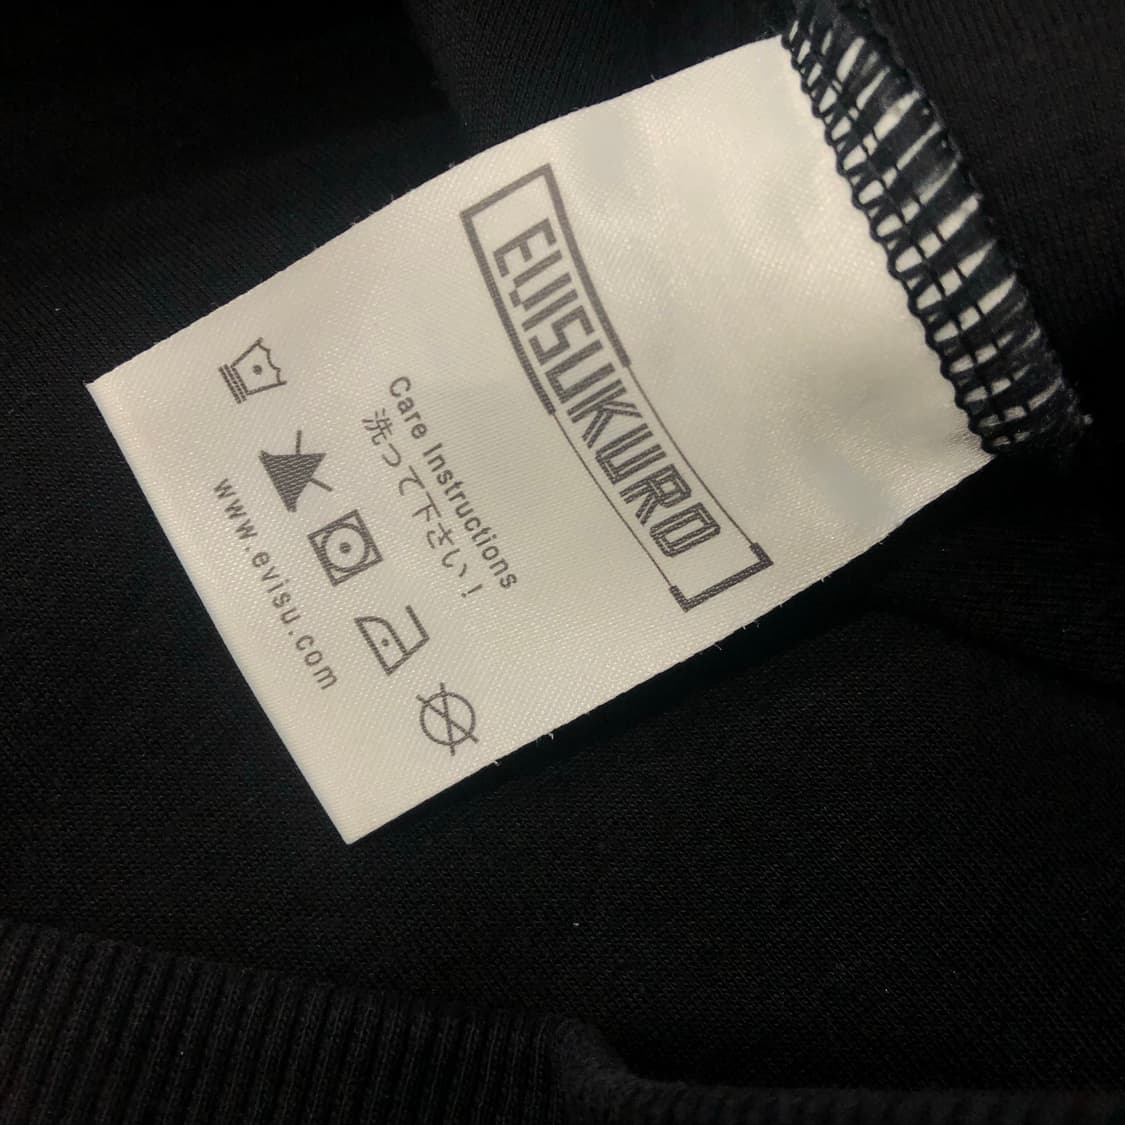 EVISUKURO
Care Instructions
洗って下さい!
www.evisu.com